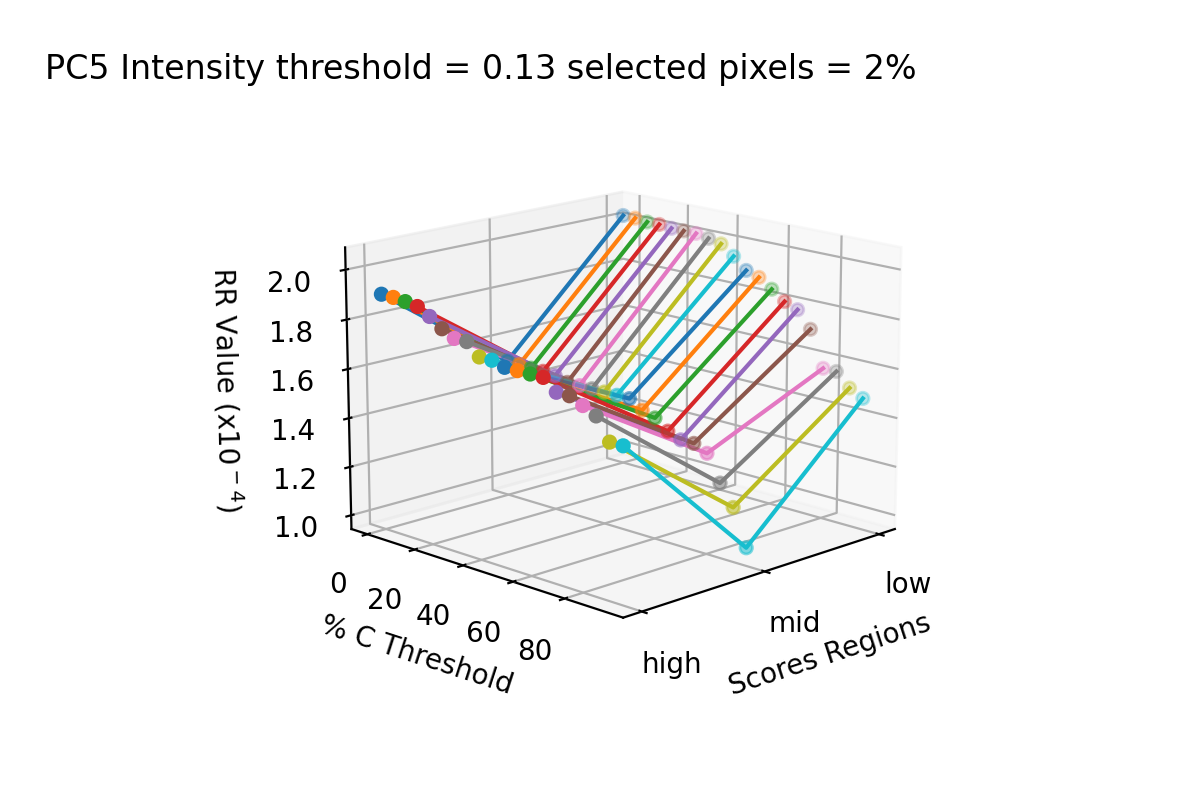 PC5 Intensity threshold = 0.13 selected pixels = 2%
RR Value (x10⁻⁴)
2.0
1.8
1.6
1.4
1.2
1.0
0
20
40
60
80
% C Threshold
high
mid
low
Scores Regions